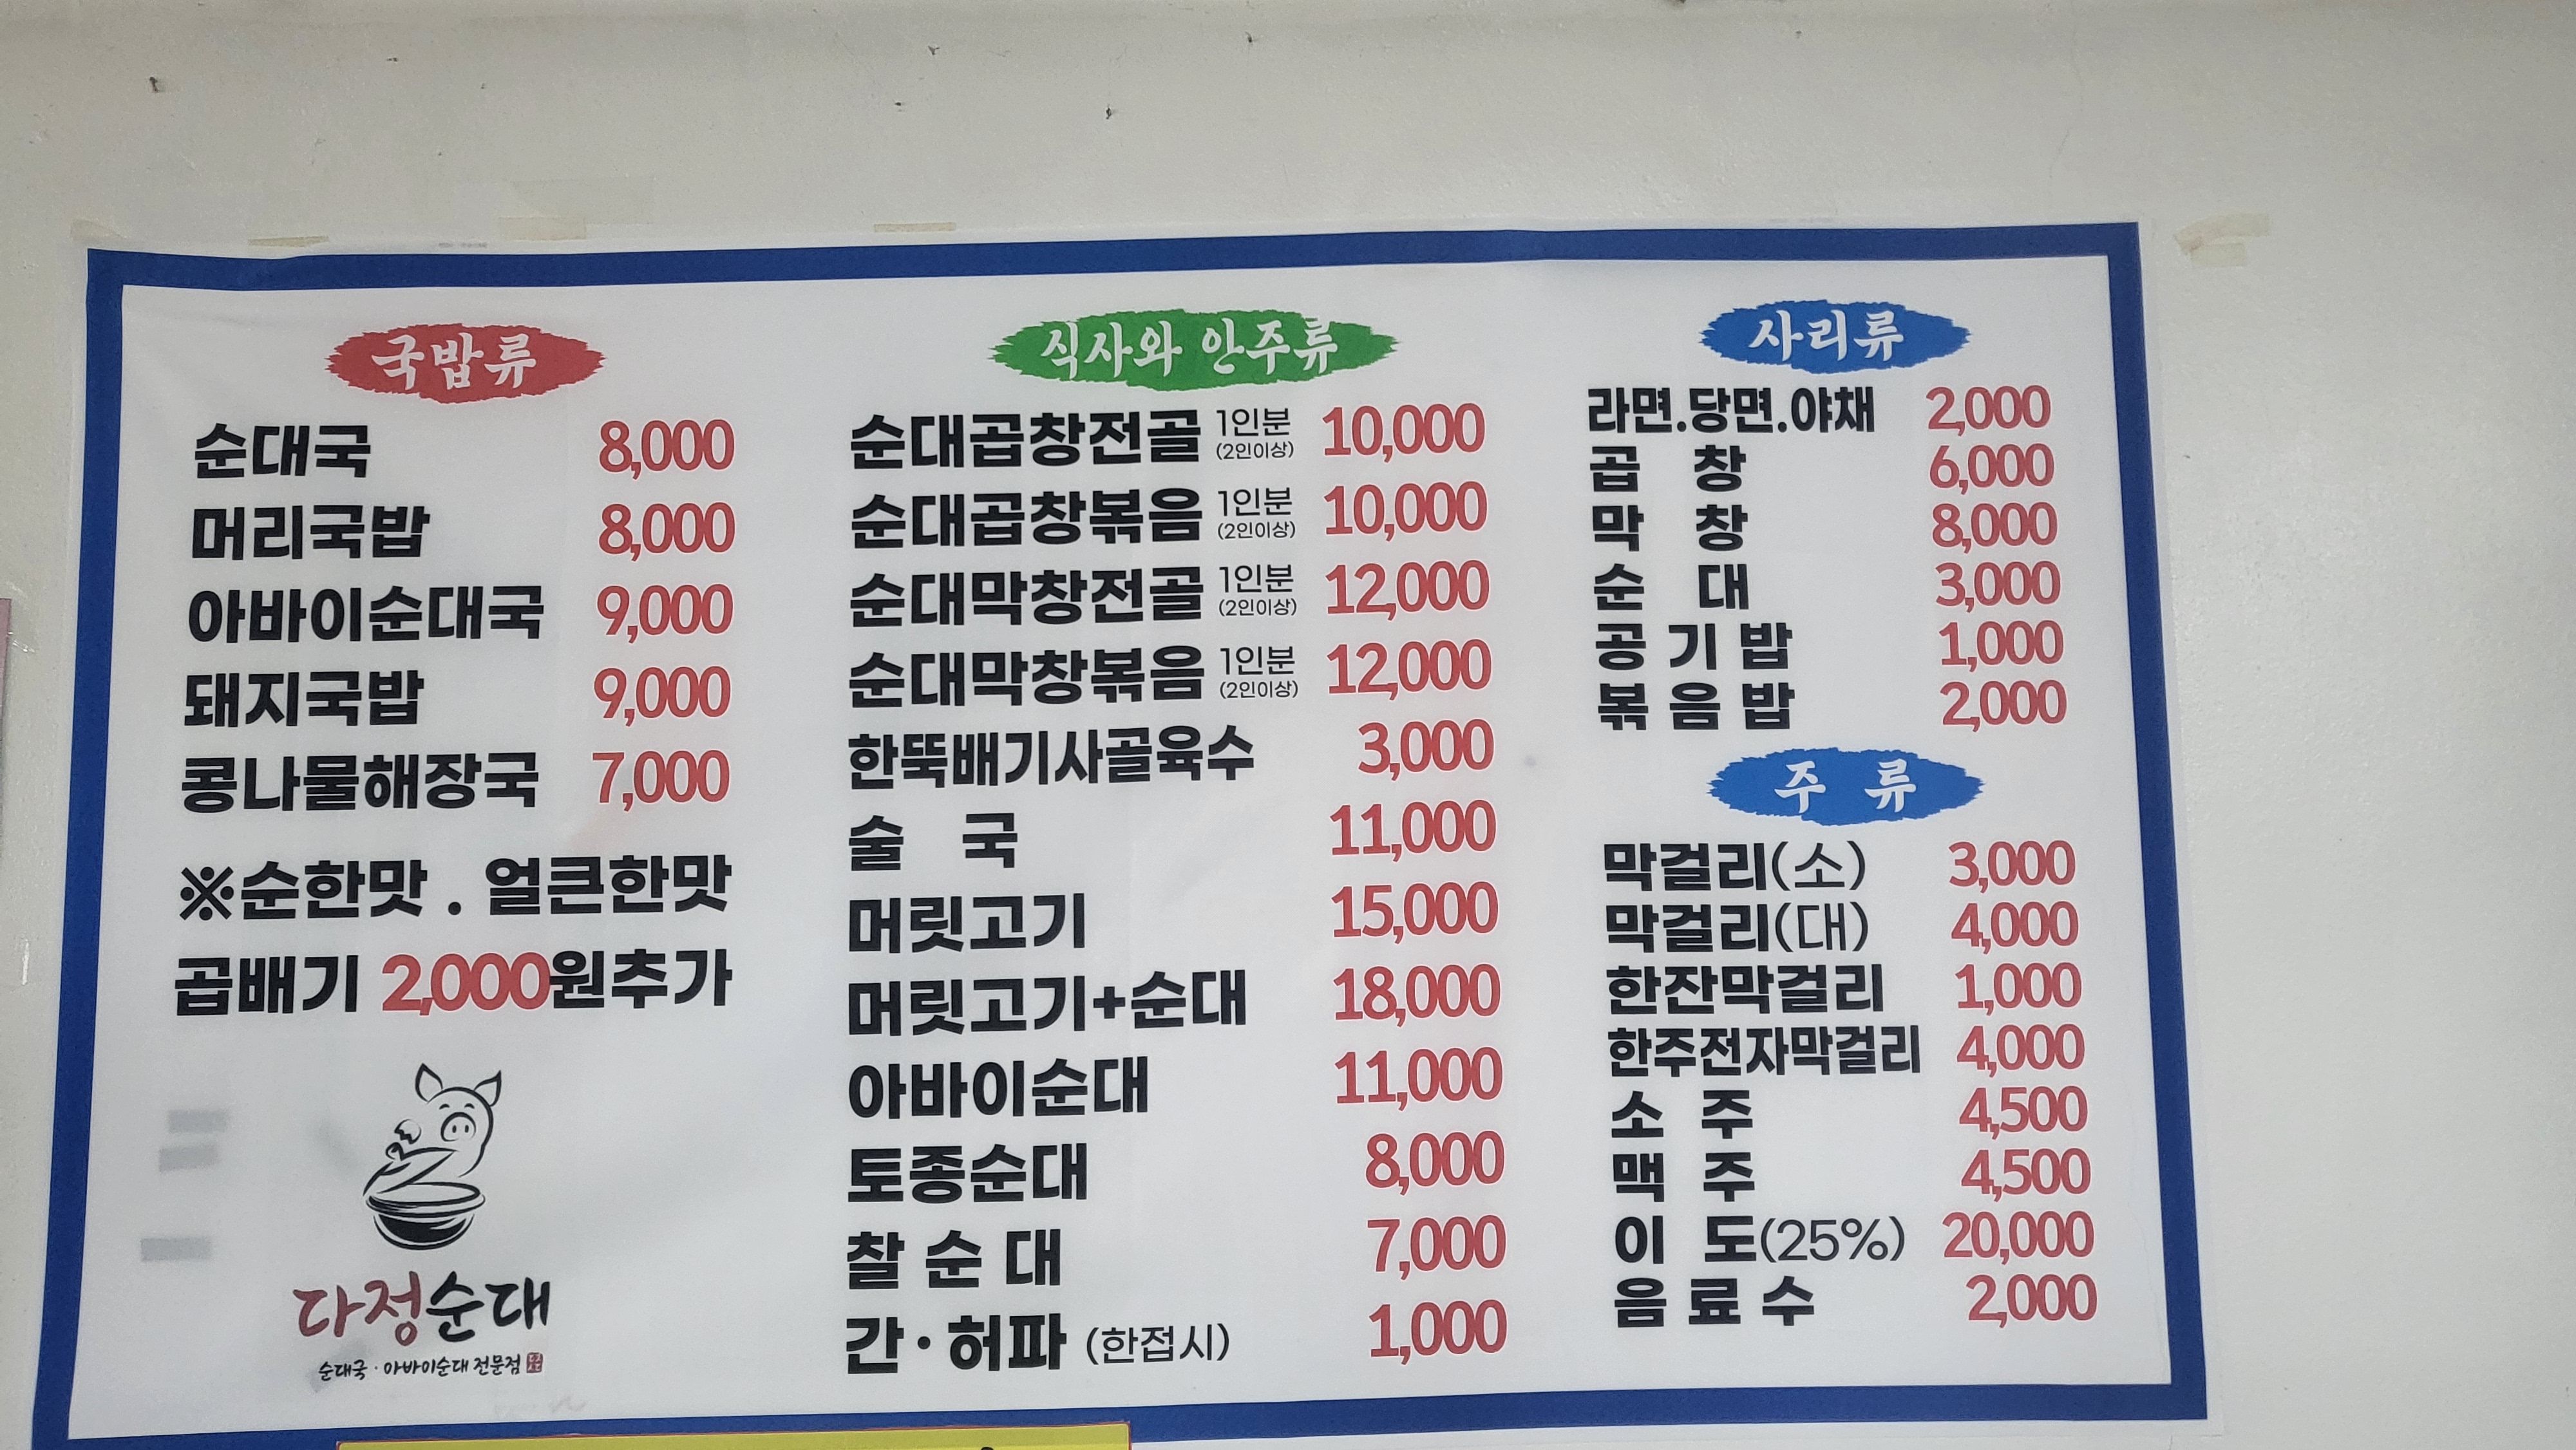 국밥류
순대국 8,000
머리국밥 8,000
아바이순대국 9,000
돼지국밥 9,000
콩나물해장국 7,000
※순한맛 . 얼큰한맛
곱배기 2,000원추가
다정순대
순대국 · 아바이순대 전문점
식사와 안주류
순대곱창전골 1인분 (2인이상) 10,000
순대곱창볶음 1인분 (2인이상) 10,000
순대막창전골 1인분 (2인이상) 12,000
순대막창볶음 1인분 (2인이상) 12,000
한뚝배기사골육수 3,000
술 국 11,000
머릿고기 15,000
머릿고기+순대 18,000
아바이순대 11,000
토종순대 8,000
찰 순 대 7,000
간 · 허파 (한접시) 1,000
사리류
라면.당면.야채 2,000
곱 창 6,000
막 창 8,000
순 대 3,000
공 기 밥 1,000
볶 음 밥 2,000
주 류
막걸리(소) 3,000
막걸리(대) 4,000
한잔막걸리 1,000
한주전자막걸리 4,000
소 주 4,500
맥 주 4,500
이 도(25%) 20,000
음 료 수 2,000